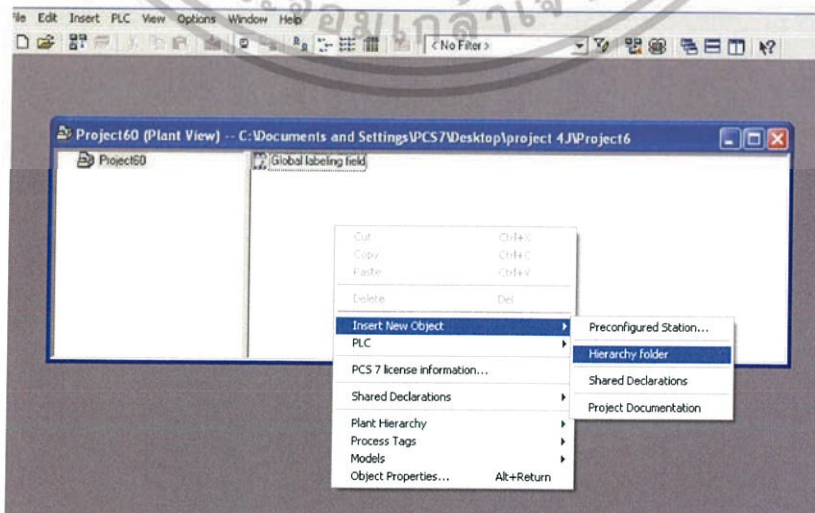 File Edit Insert PLC View Options Window Help
< No Filter >
Project60 (Plant View) -- C:\Documents and Settings\PCS7\Desktop\project 4J\Project6
Project60
Global labeling field
Cut Ctrl+X
Copy Ctrl+C
Paste Ctrl+V
Delete Del
Insert New Object
PLC
PCS 7 license information...
Shared Declarations
Plant Hierarchy
Process Tags
Models
Object Properties... Alt+Return
Preconfigured Station...
Hierarchy folder
Shared Declarations
Project Documentation